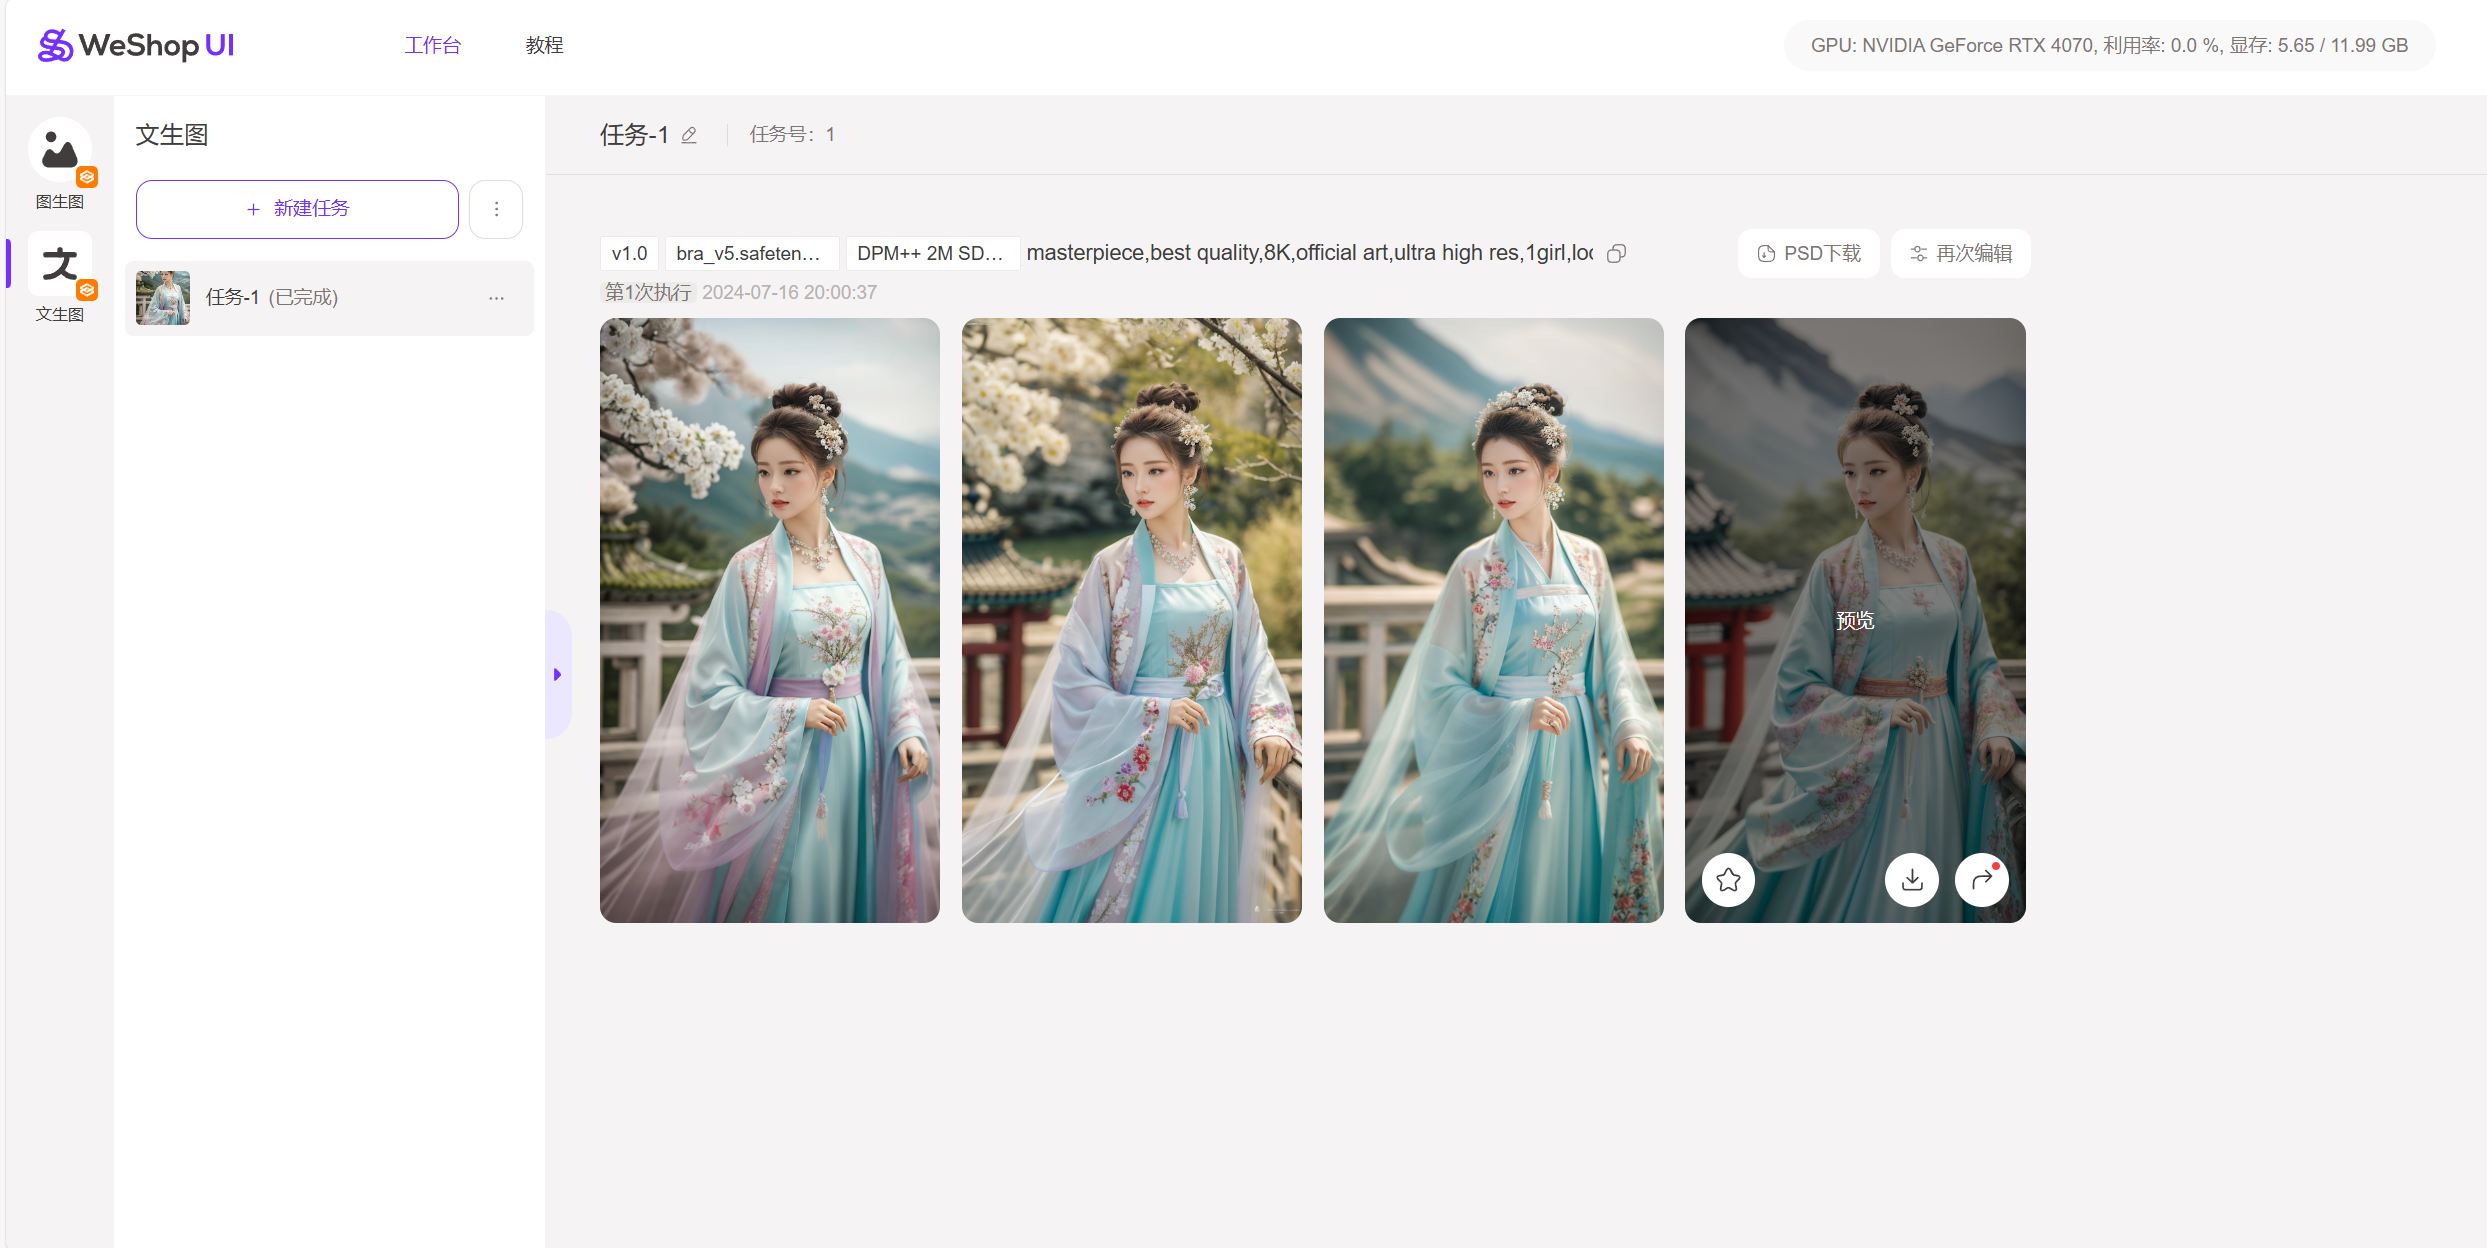 WeShop UI
工作台
教程
GPU: NVIDIA GeForce RTX 4070, 利用率: 0.0 %, 显存: 5.65 / 11.99 GB
图生图
文
文生图
文生图
+ 新建任务
任务-1 (已完成)
任务-1
任务号：1
v1.0
bra_v5.safeten...
DPM++ 2M SD...
masterpiece,best quality,8K,official art,ultra high res,1girl,loo
PSD下载
再次编辑
第1次执行 2024-07-16 20:00:37
预览